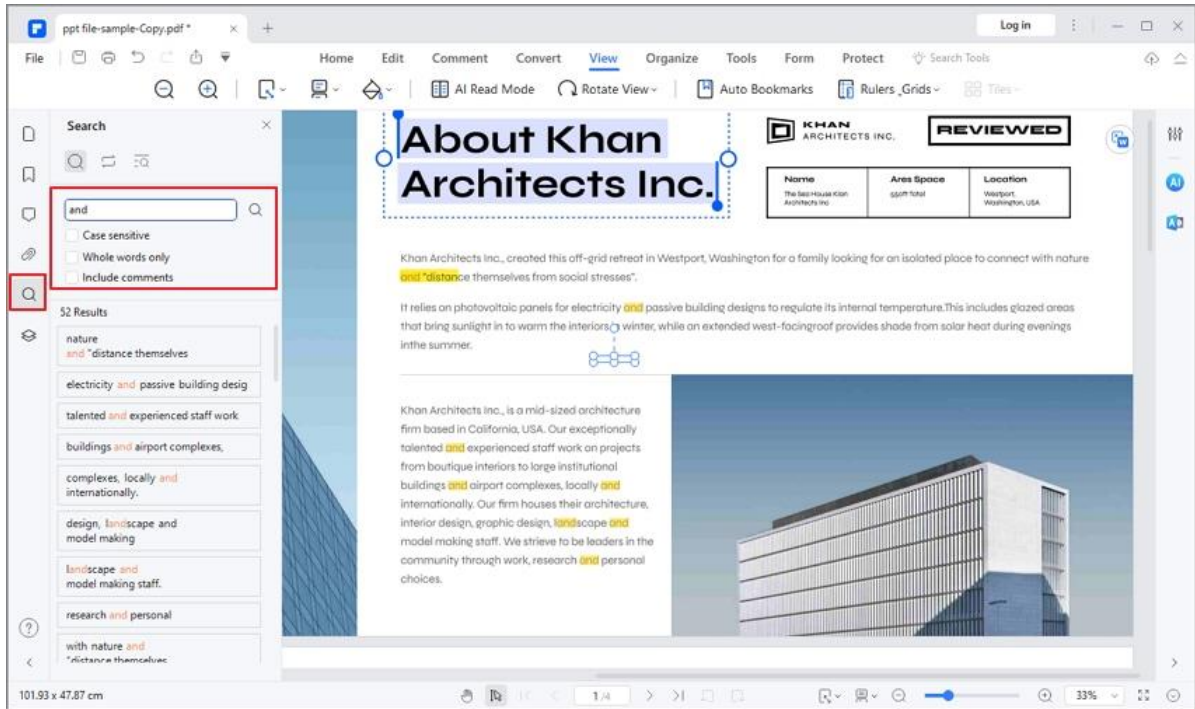 ppt file-sample-Copy.pdf *
Log in
File
Home Edit Comment Convert View Organize Tools Form Protect Search Tools
AI Read Mode Rotate View Auto Bookmarks Rulers ,Grids Tiles
Search
and
Case sensitive
Whole words only
Include comments
52 Results
nature
and "distance themselves
electricity and passive building desig
talented and experienced staff work
buildings and airport complexes,
complexes, locally and
internationally.
design, landscape and
model making
landscape and
model making staff.
research and personal
with nature and
"distance themselves
About Khan
Architects Inc.
KHAN
ARCHITECTS INC.
REVIEWED
Name Ares Space Location
The Sea House Klan
Architects Inc
550ft Total
Westport,
Washington, USA
Khan Architects Inc., created this off-grid retreat in Westport, Washington for a family looking for an isolated place to connect with nature
and "distance themselves from social stresses".
It relies on photovoltaic panels for electricity and passive building designs to regulate its internal temperature.This includes glazed areas
that bring sunlight in to warm the interiors winter, while an extended west-facingroof provides shade from solar heat during evenings
inthe summer.
Khan Architects Inc., is a mid-sized architecture
firm based in California, USA. Our exceptionally
talented and experienced staff work on projects
from boutique interiors to large institutional
buildings and airport complexes, locally and
internationally. Our firm houses their architecture,
interior design, graphic design, landscape and
model making staff. We strieve to be leaders in the
community through work, research and personal
choices.
W
AI
101.93 x 47.87 cm
1 /4
33%